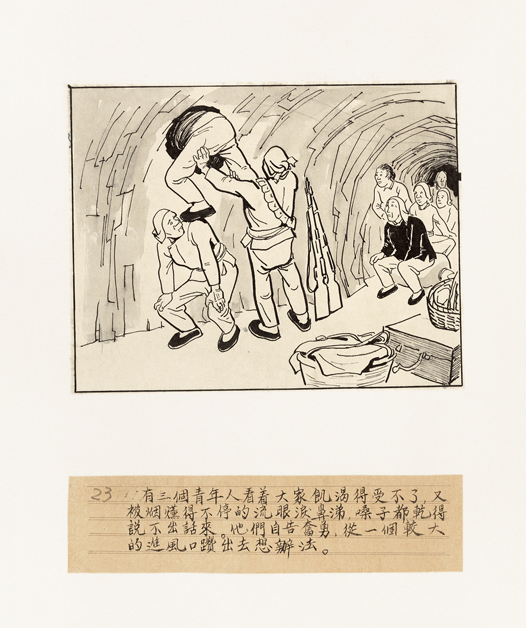 23 有三個青年人看着大家飢渴得受不了,又
被烟燻得不停的流眼淚鼻涕,嗓子都乾得
説不出話來。他們自告奮勇,從一個較大
的進風口鑽出去想辦法。